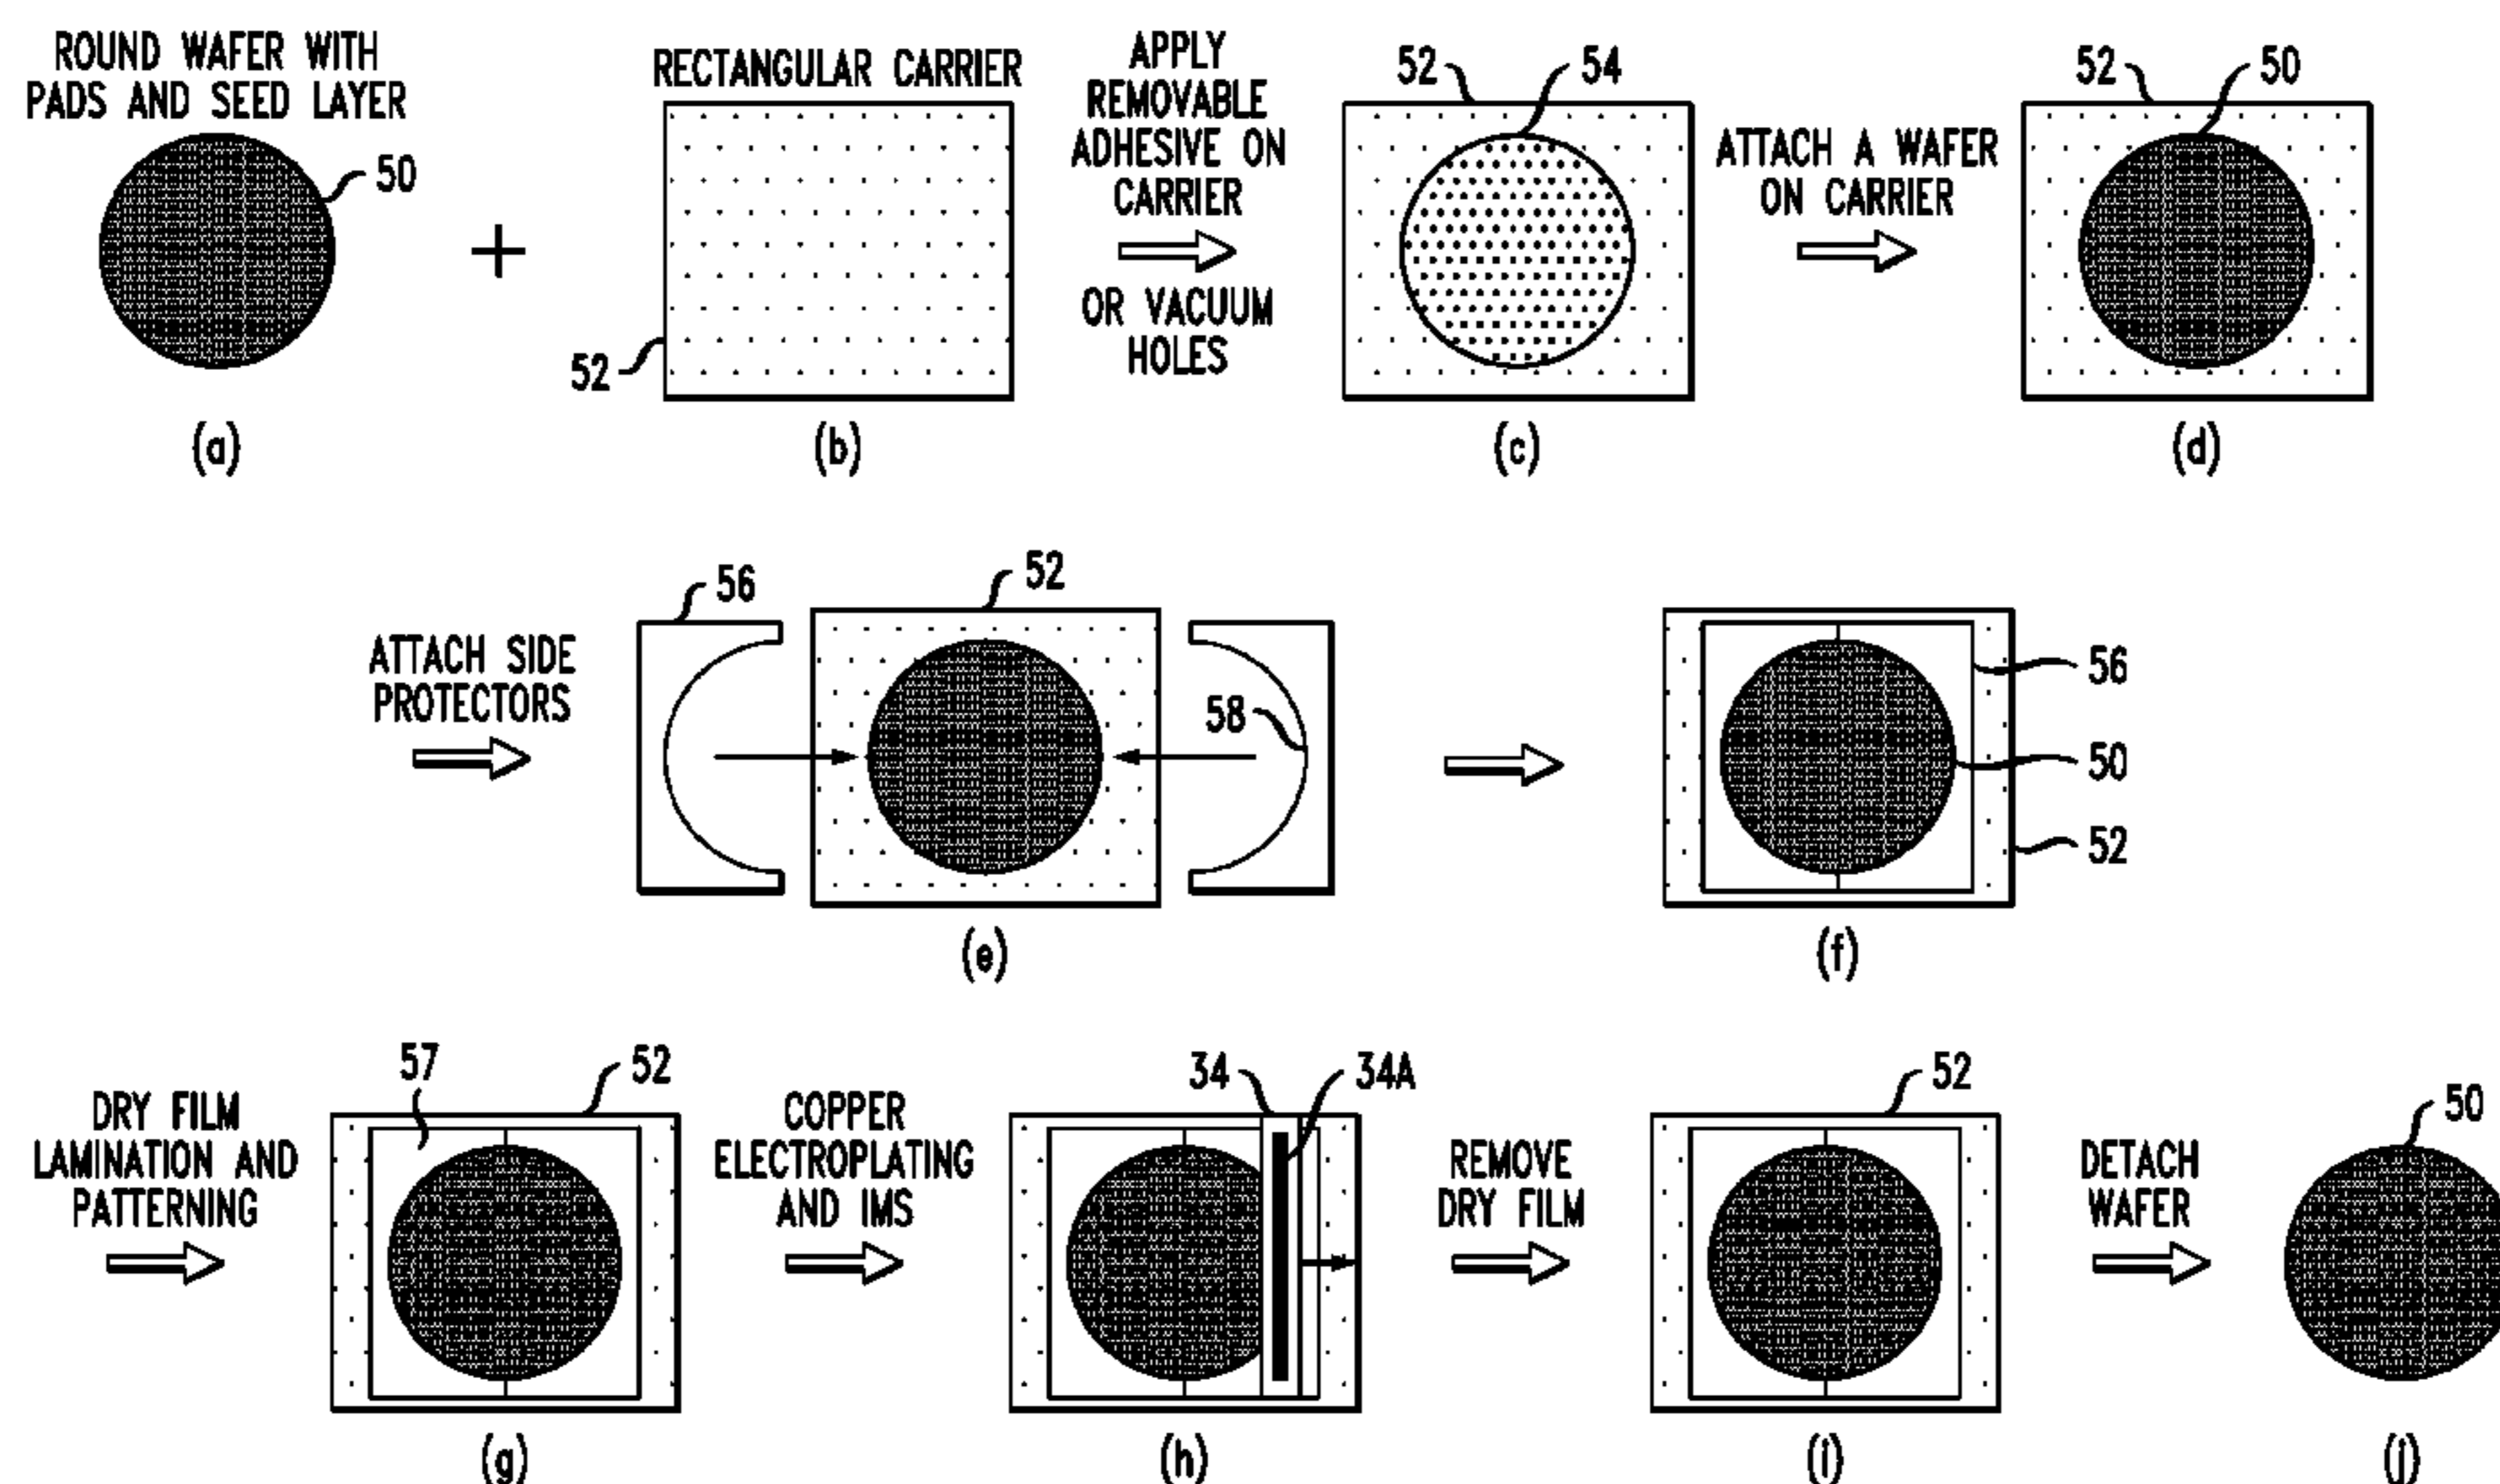 ROUND WAFER WITH
PADS AND SEED LAYER
50
(a)
+
RECTANGULAR CARRIER
52
(b)
APPLY
REMOVABLE
ADHESIVE ON
CARRIER
OR VACUUM
HOLES
52
54
(c)
ATTACH A WAFER
ON CARRIER
52
50
(d)
ATTACH SIDE
PROTECTORS
56
52
58
(e)
56
50
52
(f)
DRY FILM
LAMINATION AND
PATTERNING
57
52
(g)
COPPER
ELECTROPLATING
AND IMS
34
34A
(h)
REMOVE
DRY FILM
52
(i)
DETACH
WAFER
50
(j)